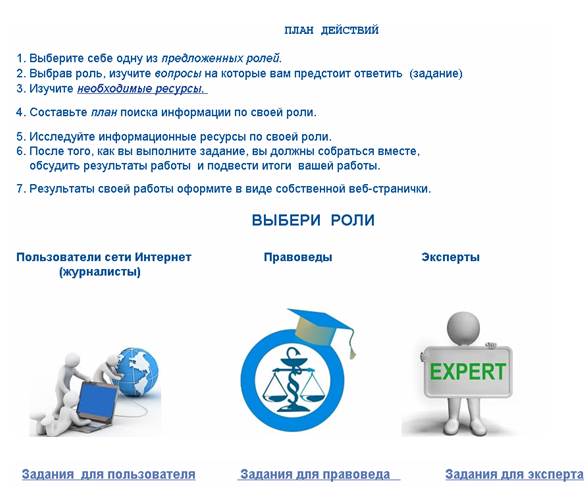 ПЛАН ДЕЙСТВИЙ
1. Выберите себе одну из предложенных ролей.
2. Выбрав роль, изучите вопросы на которые вам предстоит ответить (задание)
3. Изучите необходимые ресурсы.
4. Составьте план поиска информации по своей роли.
5. Исследуйте информационные ресурсы по своей роли.
6. После того, как вы выполните задание, вы должны собраться вместе,
обсудить результаты работы и подвести итоги вашей работы.
7. Результаты своей работы оформите в виде собственной веб-странички.
ВЫБЕРИ РОЛИ
Пользователи сети Интернет Правоведы Эксперты
(журналисты)
EXPERT
Задания для пользователя Задания для правоведа Задания для эксперта